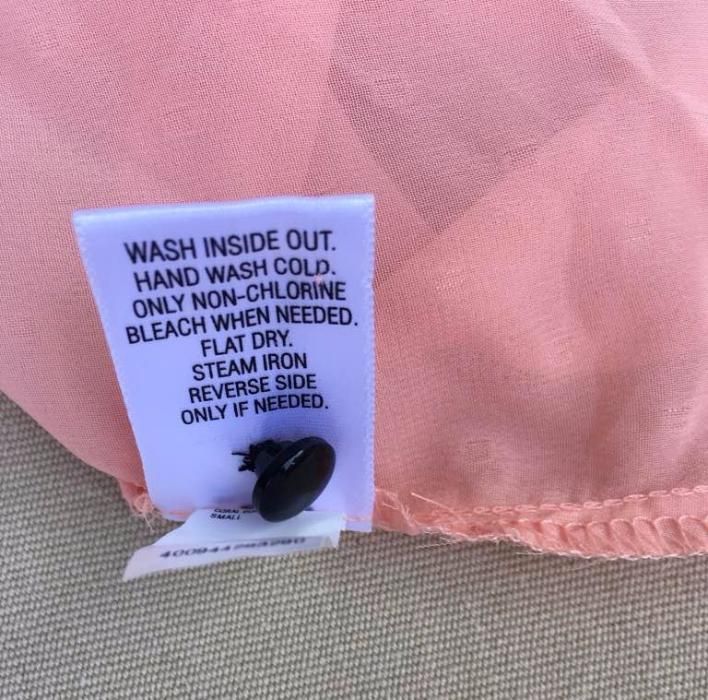 WASH INSIDE OUT.
HAND WASH COLD.
ONLY NON-CHLORINE
BLEACH WHEN NEEDED.
FLAT DRY.
STEAM IRON
REVERSE SIDE
ONLY IF NEEDED.
CORAL
SMALL